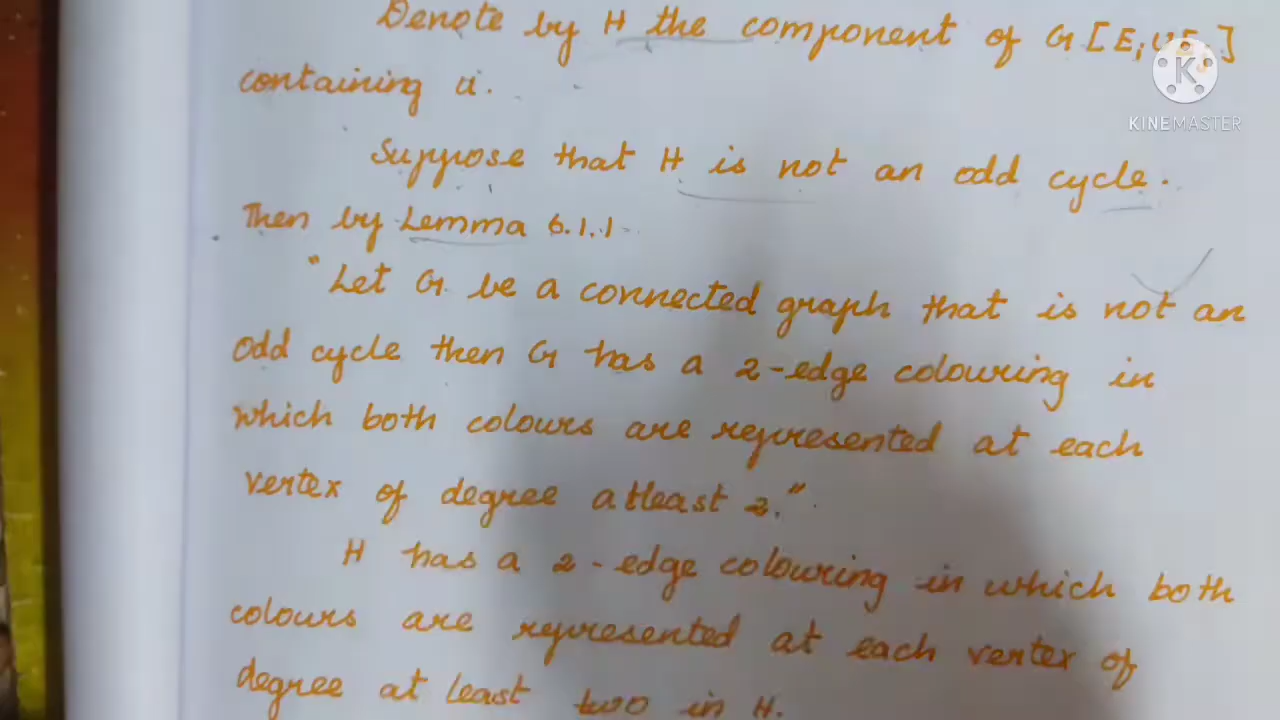 Denote by H the component of G [Ei ∪ E ]
containing u.
KINEMASTER
Suppose that H is not an odd cycle.
Then by Lemma 6.1.1
"Let G be a connected graph that is not an
odd cycle then G has a 2-edge colouring in
which both colours are represented at each
vertex of degree atleast 2."
H has a 2-edge colouring in which both
colours are represented at each vertex of
degree at least two in H.